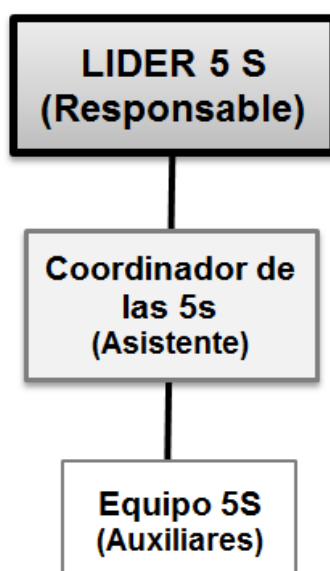 LIDER 5 S
(Responsable)
Coordinador de
las 5s
(Asistente)
Equipo 5S
(Auxiliares)